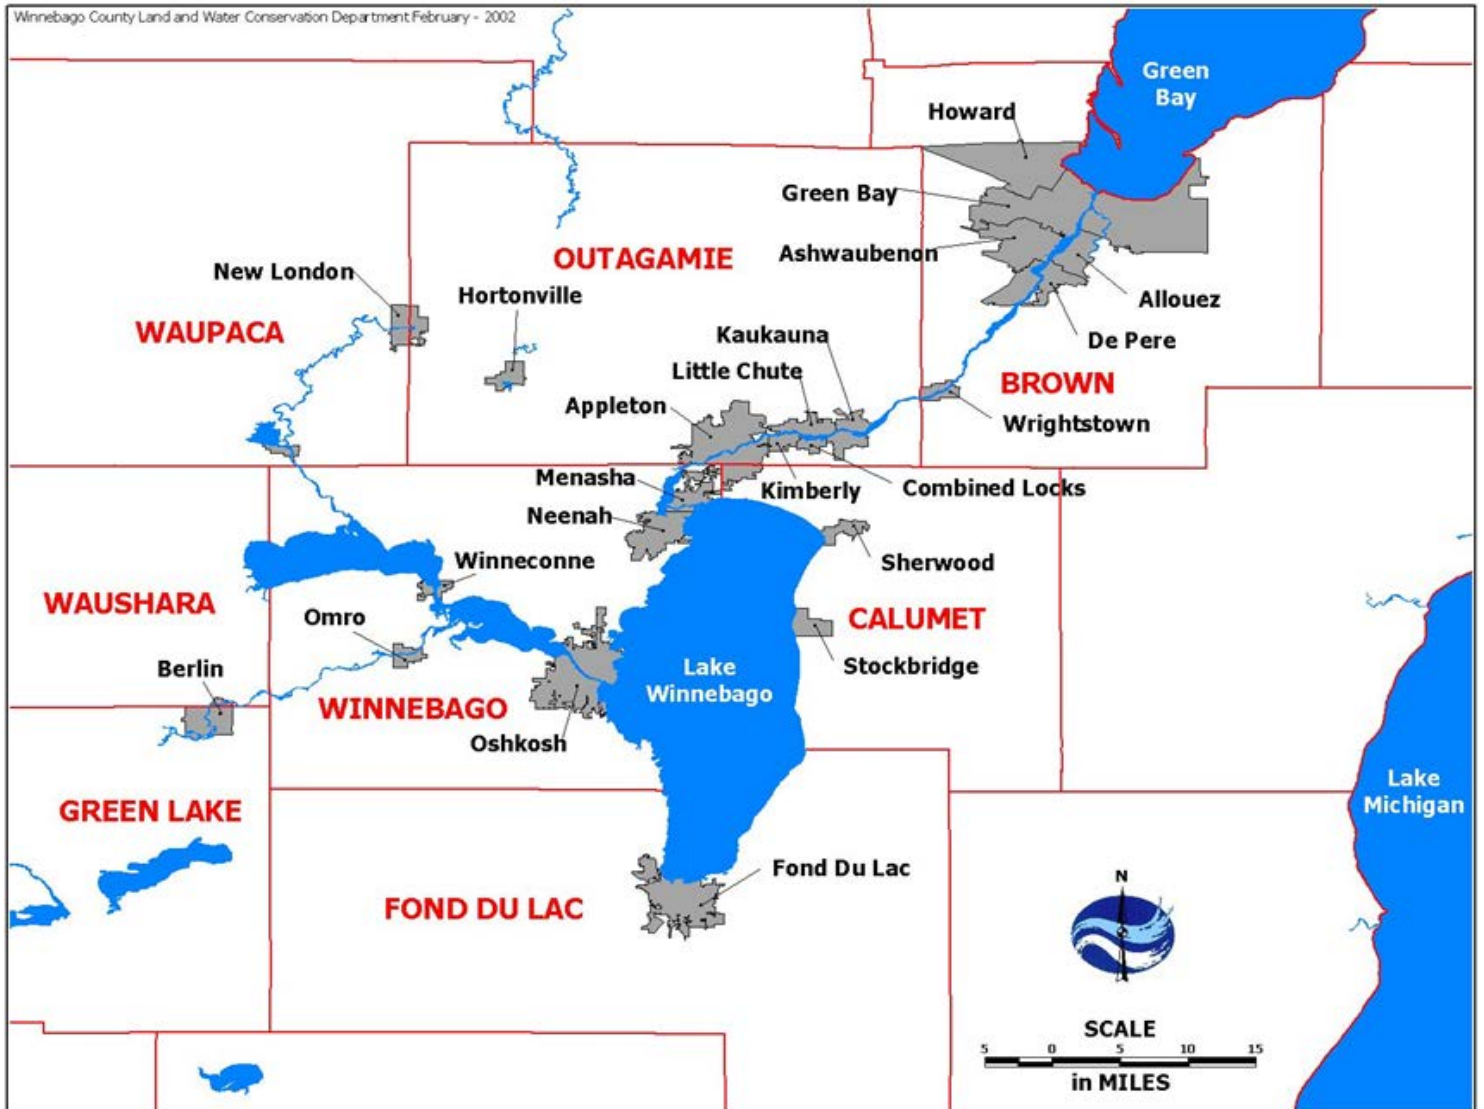 Winnebago County Land and Water Conservation Department February - 2002
Green
Bay
Howard
Green Bay
Ashwaubenon
OUTAGAMIE
New London
Hortonville
Allouez
WAUPACA
Kaukauna
De Pere
Little Chute
BROWN
Appleton
Wrightstown
Menasha
Kimberly
Combined Locks
Neenah
Winneconne
Sherwood
WAUSHARA
Omro
CALUMET
Berlin
Lake
Winnebago
Stockbridge
WINNEBAGO
Oshkosh
Lake
Michigan
GREEN LAKE
Fond Du Lac
N
FOND DU LAC
SCALE
5 0 5 10 15
in MILES